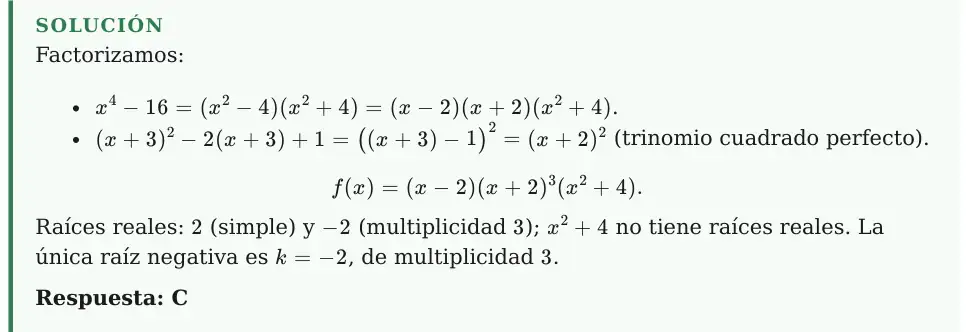 SOLUCIÓN
Factorizamos:
• x⁴ − 16 = (x² − 4)(x² + 4) = (x − 2)(x + 2)(x² + 4).
• (x + 3)² − 2(x + 3) + 1 = ((x + 3) − 1)² = (x + 2)² (trinomio cuadrado perfecto).
f(x) = (x − 2)(x + 2)³(x² + 4).
Raíces reales: 2 (simple) y −2 (multiplicidad 3); x² + 4 no tiene raíces reales. La
única raíz negativa es k = −2, de multiplicidad 3.
Respuesta: C